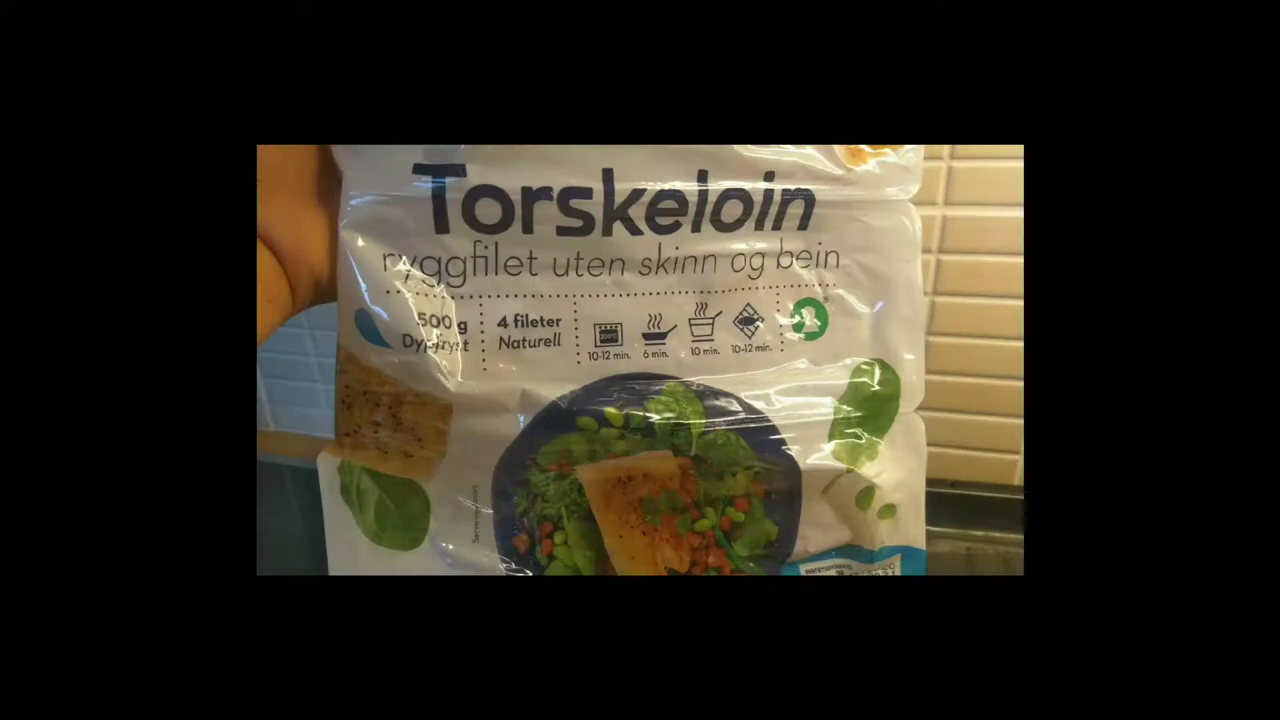 Torskeloin
ryggfilet uten skinn og bein
500 g
Dypfryst
4 fileter
Naturell
10-12 min.
6 min.
10 min.
10-12 min.